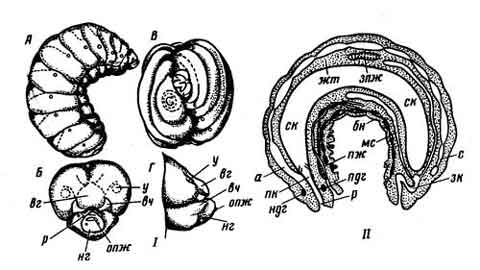 А
В
Б
Г
у
вг
вч
опж
нг
I
вг
у
вч
р
нг
опж
жт
зпж
ск
ск
бн
мс
пж
а
пк
ндг
пдг
р
с
зк
II